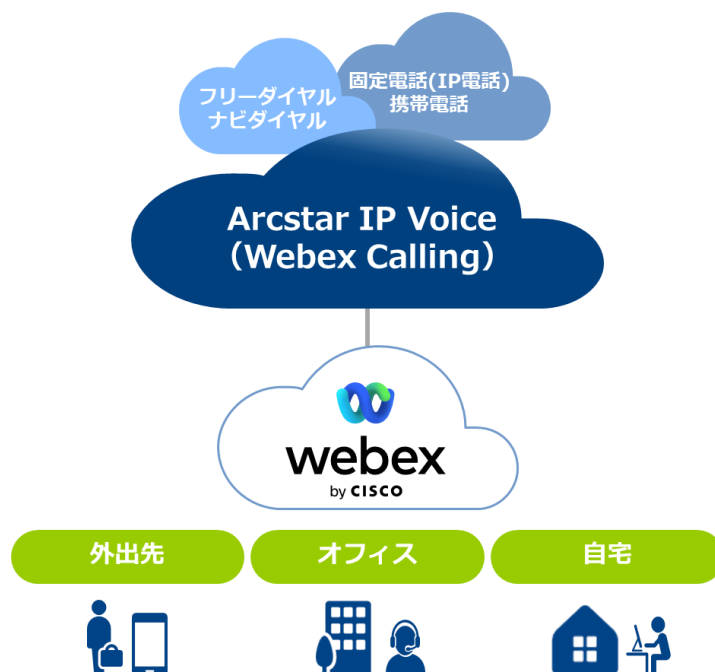 フリーダイヤル
ナビダイヤル
固定電話(IP電話)
携帯電話
Arcstar IP Voice
（Webex Calling）
webex
by CISCO
外出先
オフィス
自宅